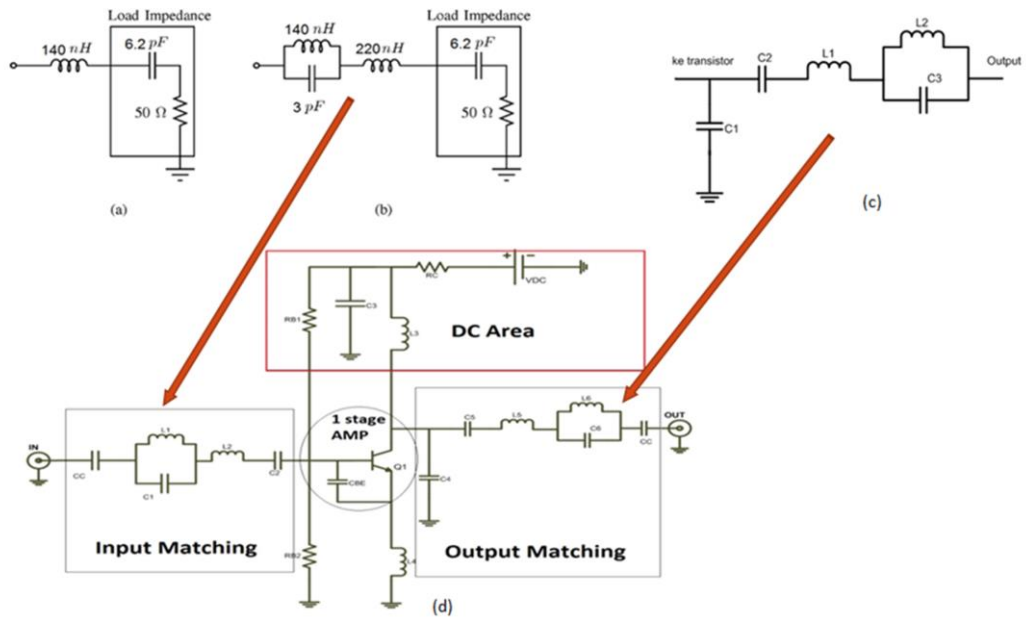 Load Impedance
140 nH
6.2 pF
50 Ω
(a)
Load Impedance
140 nH
220 nH
6.2 pF
3 pF
50 Ω
(b)
L2
ke transistor
C2
L1
Output
C3
C1
(c)
RC
VDC
+
−
C3
RB1
L3
DC Area
1 stage
AMP
IN
CC
L1
L2
C1
C2
CBE
Q1
Input Matching
RB2
L4
C5
L5
L6
C6
CC
OUT
C4
Output Matching
(d)